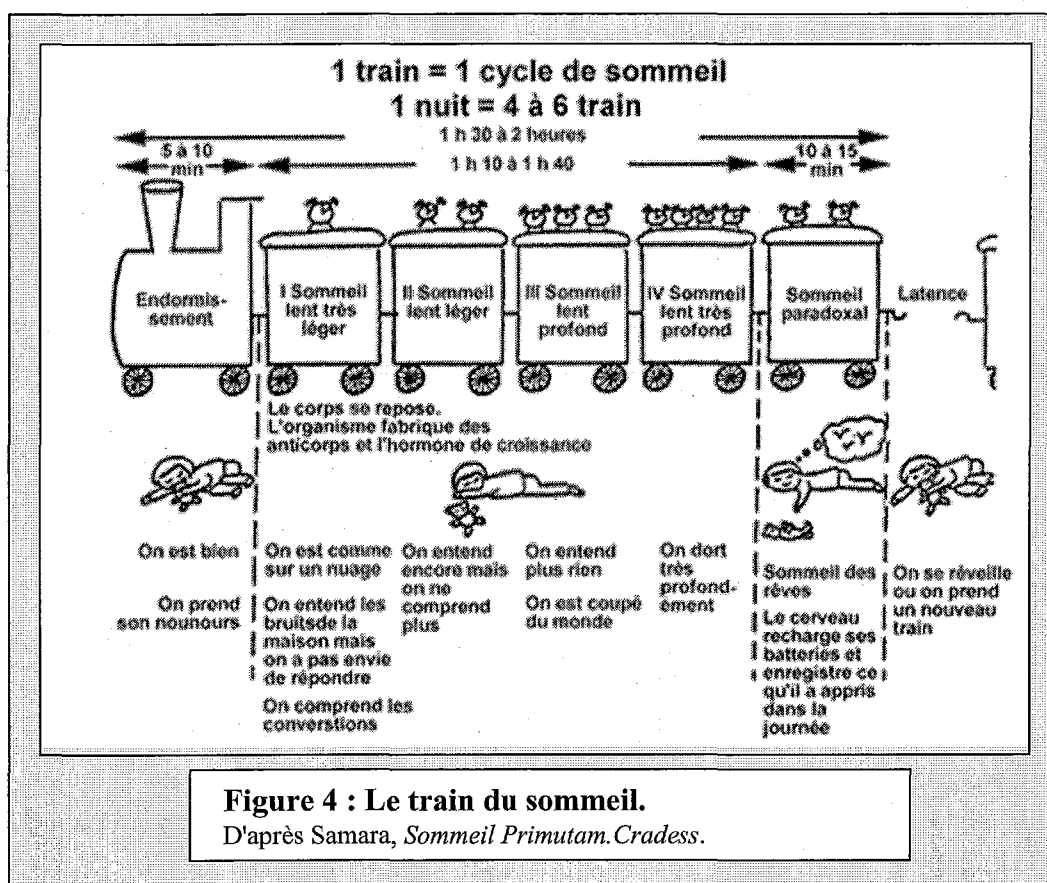 1 train = 1 cycle de sommeil
1 nuit = 4 à 6 train
1 h 30 à 2 heures
5 à 10
min
1 h 10 à 1 h 40
10 à 15
min
Endormis-
sement
I Sommeil
lent très
léger
II Sommeil
lent léger
III Sommeil
lent
profond
IV Sommeil
lent très
profond
Sommeil
paradoxal
Latence
Le corps se repose.
L'organisme fabrique des
anticorps et l'hormone de croissance
On est bien
On prend
son nounours
On est comme
sur un nuage
On entend les
bruitsde la
maison mais
on a pas envie
de répondre
On comprend les
converstions
On entend
encore mais
on ne
comprend
plus
On entend
plus rien
On est coupé
du monde
On dort
très
profond-
ément
Sommeil des
rêves
Le cerveau
recharge ses
batteries et
enregistre ce
qu'il a appris
dans la
journée
On se réveille
ou on prend
un nouveau
train
Figure 4 : Le train du sommeil.
D'après Samara, Sommeil Primutam.Cradess.